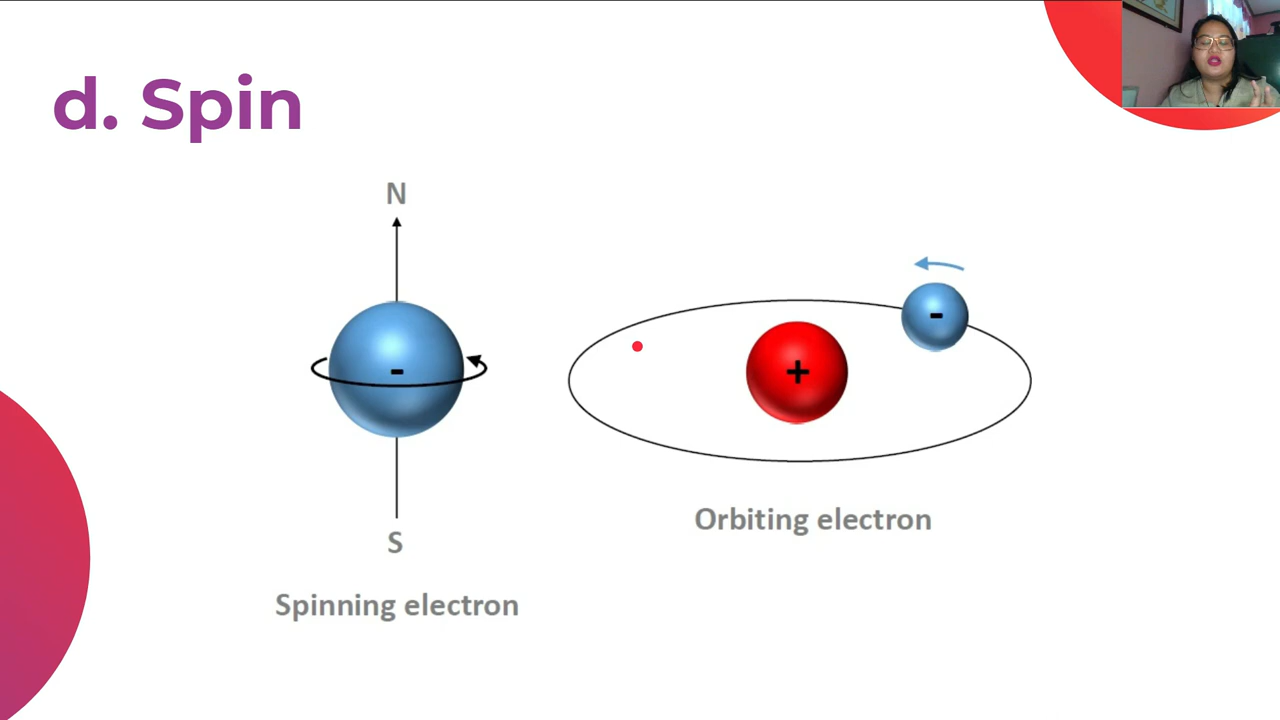 d. Spin
N
-
-
+
Orbiting electron
S
Spinning electron